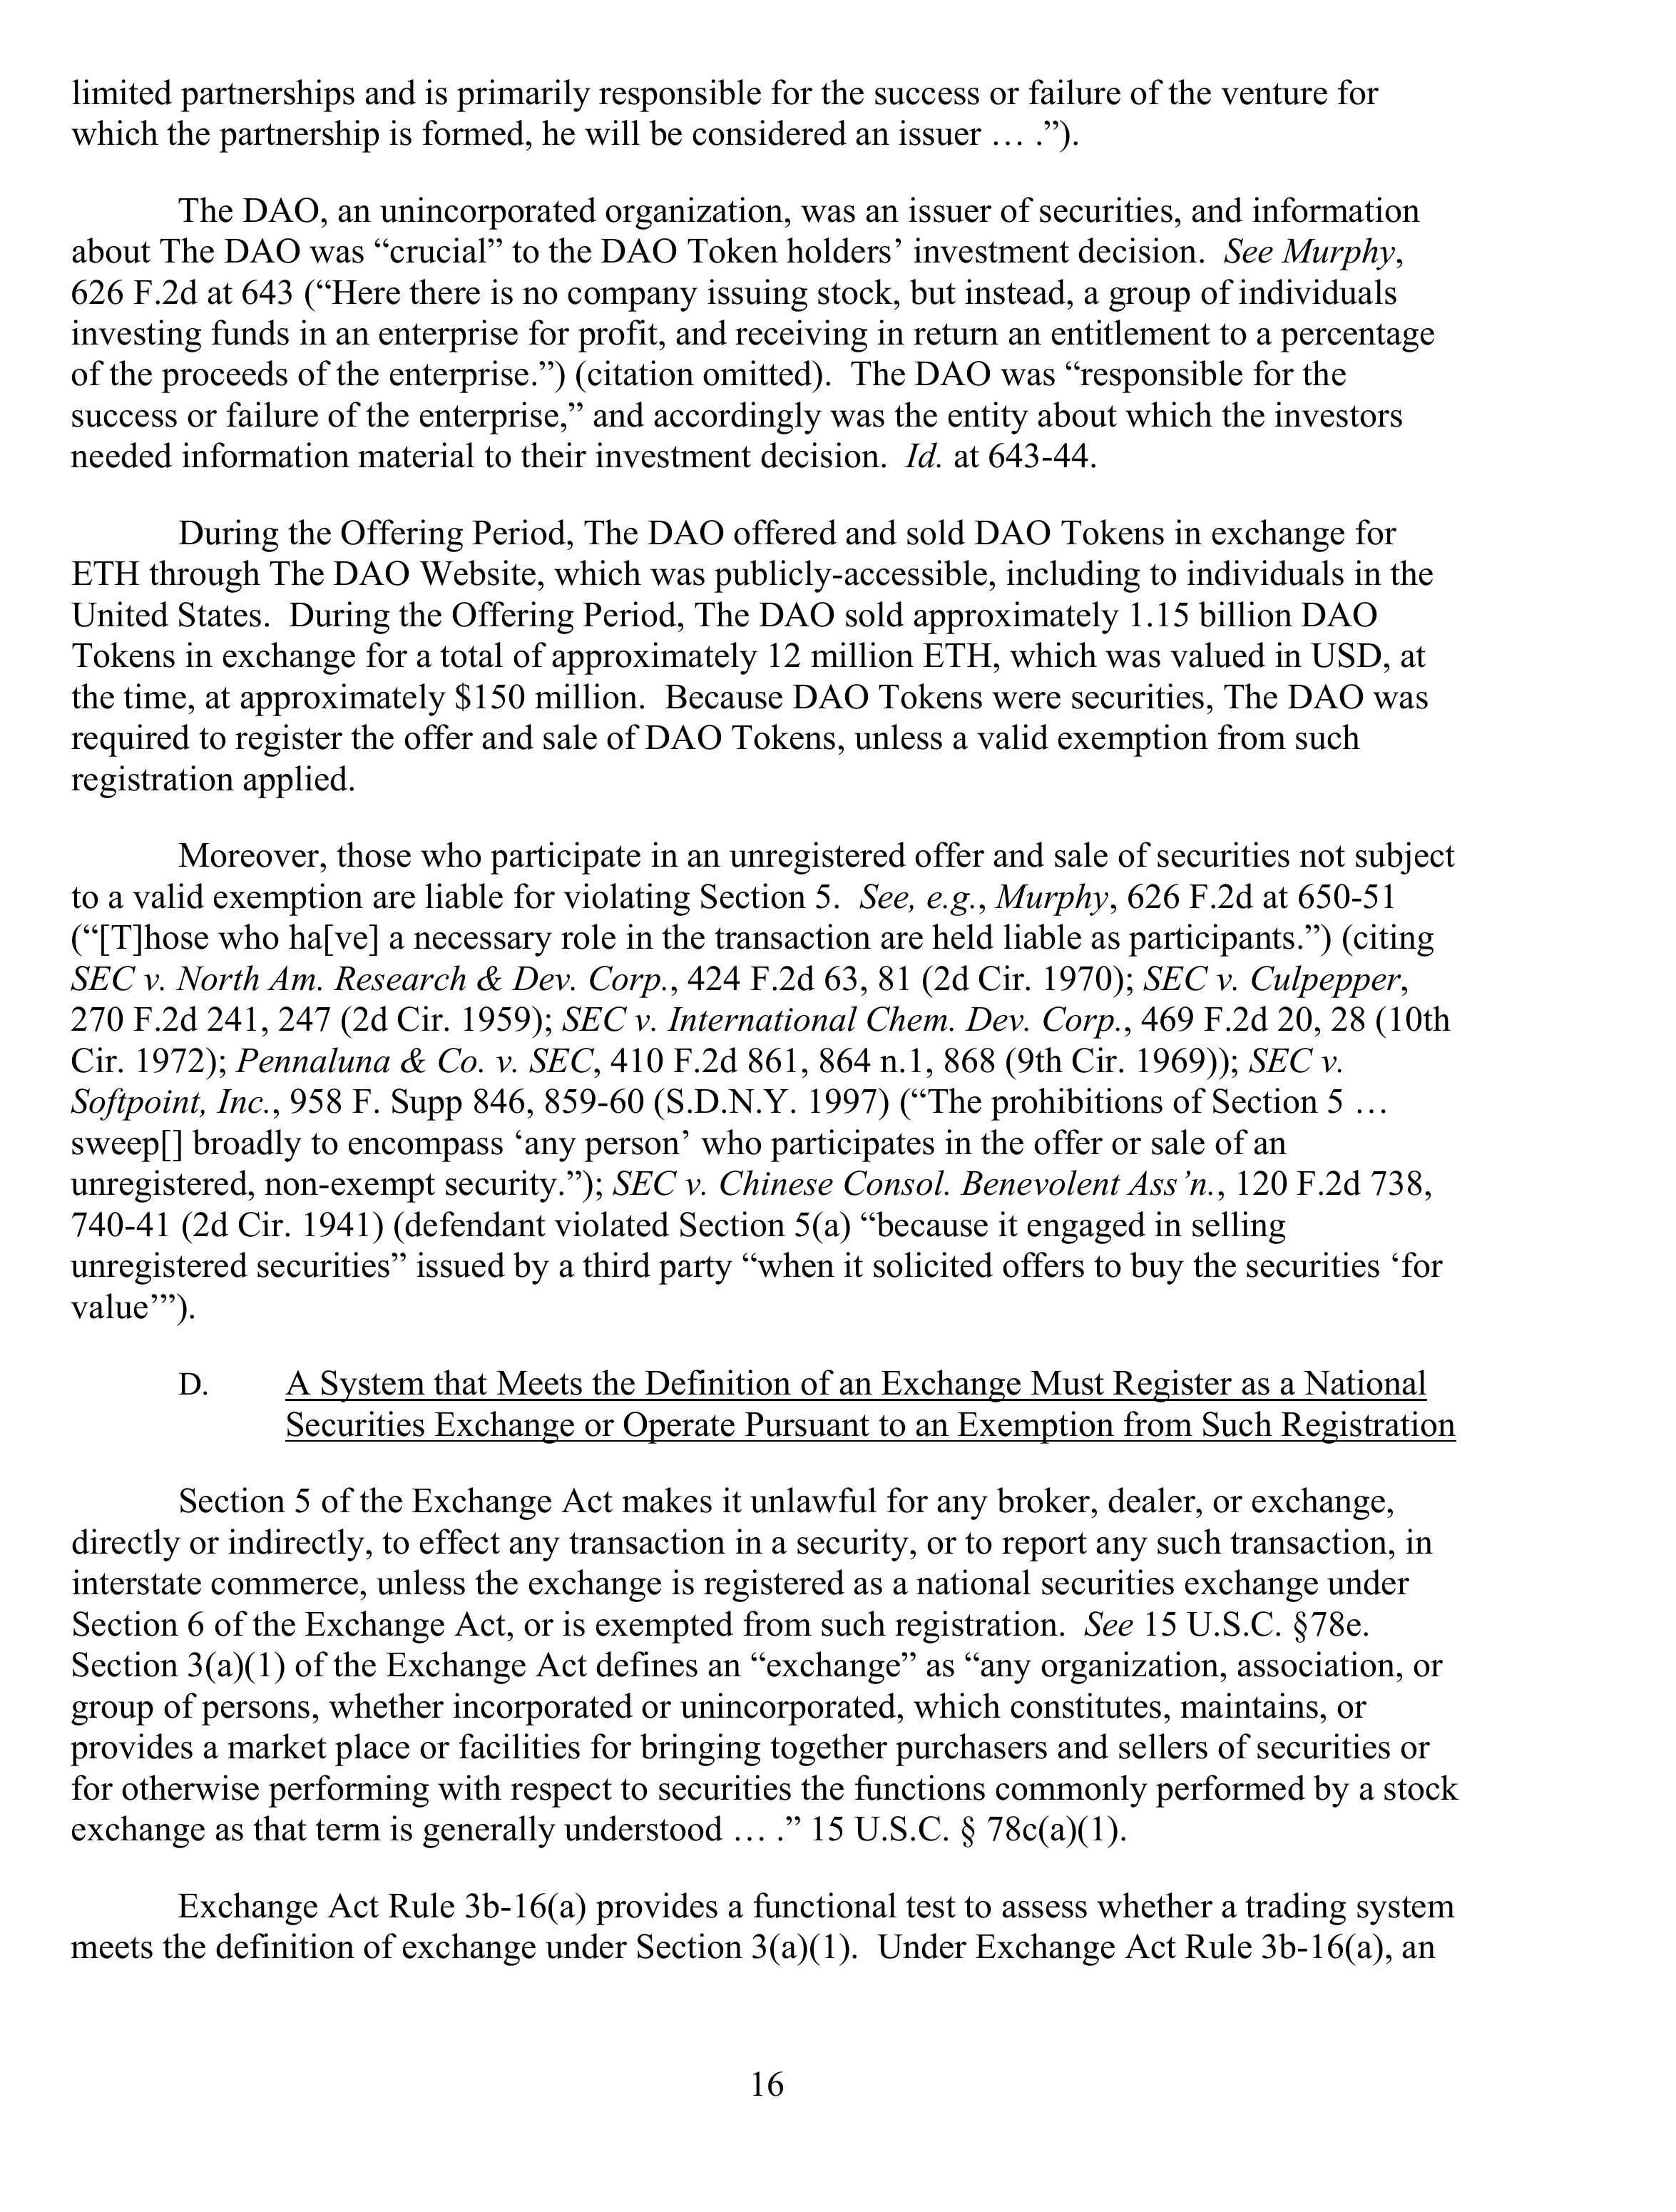 limited partnerships and is primarily responsible for the success or failure of the venture for
which the partnership is formed, he will be considered an issuer … .”).
The DAO, an unincorporated organization, was an issuer of securities, and information
about The DAO was “crucial” to the DAO Token holders’ investment decision.  See Murphy,
626 F.2d at 643 (“Here there is no company issuing stock, but instead, a group of individuals
investing funds in an enterprise for profit, and receiving in return an entitlement to a percentage
of the proceeds of the enterprise.”) (citation omitted).  The DAO was “responsible for the
success or failure of the enterprise,” and accordingly was the entity about which the investors
needed information material to their investment decision.  Id. at 643-44.
During the Offering Period, The DAO offered and sold DAO Tokens in exchange for
ETH through The DAO Website, which was publicly-accessible, including to individuals in the
United States.  During the Offering Period, The DAO sold approximately 1.15 billion DAO
Tokens in exchange for a total of approximately 12 million ETH, which was valued in USD, at
the time, at approximately $150 million.  Because DAO Tokens were securities, The DAO was
required to register the offer and sale of DAO Tokens, unless a valid exemption from such
registration applied.
Moreover, those who participate in an unregistered offer and sale of securities not subject
to a valid exemption are liable for violating Section 5.  See, e.g., Murphy, 626 F.2d at 650-51
(“[T]hose who ha[ve] a necessary role in the transaction are held liable as participants.”) (citing
SEC v. North Am. Research & Dev. Corp., 424 F.2d 63, 81 (2d Cir. 1970); SEC v. Culpepper,
270 F.2d 241, 247 (2d Cir. 1959); SEC v. International Chem. Dev. Corp., 469 F.2d 20, 28 (10th
Cir. 1972); Pennaluna & Co. v. SEC, 410 F.2d 861, 864 n.1, 868 (9th Cir. 1969)); SEC v.
Softpoint, Inc., 958 F. Supp 846, 859-60 (S.D.N.Y. 1997) (“The prohibitions of Section 5 …
sweep[] broadly to encompass ‘any person’ who participates in the offer or sale of an
unregistered, non-exempt security.”); SEC v. Chinese Consol. Benevolent Ass’n., 120 F.2d 738,
740-41 (2d Cir. 1941) (defendant violated Section 5(a) “because it engaged in selling
unregistered securities” issued by a third party “when it solicited offers to buy the securities ‘for
value’”).
D. A System that Meets the Definition of an Exchange Must Register as a National
Securities Exchange or Operate Pursuant to an Exemption from Such Registration
Section 5 of the Exchange Act makes it unlawful for any broker, dealer, or exchange,
directly or indirectly, to effect any transaction in a security, or to report any such transaction, in
interstate commerce, unless the exchange is registered as a national securities exchange under
Section 6 of the Exchange Act, or is exempted from such registration.  See 15 U.S.C. §78e.
Section 3(a)(1) of the Exchange Act defines an “exchange” as “any organization, association, or
group of persons, whether incorporated or unincorporated, which constitutes, maintains, or
provides a market place or facilities for bringing together purchasers and sellers of securities or
for otherwise performing with respect to securities the functions commonly performed by a stock
exchange as that term is generally understood … .” 15 U.S.C. § 78c(a)(1).
Exchange Act Rule 3b-16(a) provides a functional test to assess whether a trading system
meets the definition of exchange under Section 3(a)(1).  Under Exchange Act Rule 3b-16(a), an
16